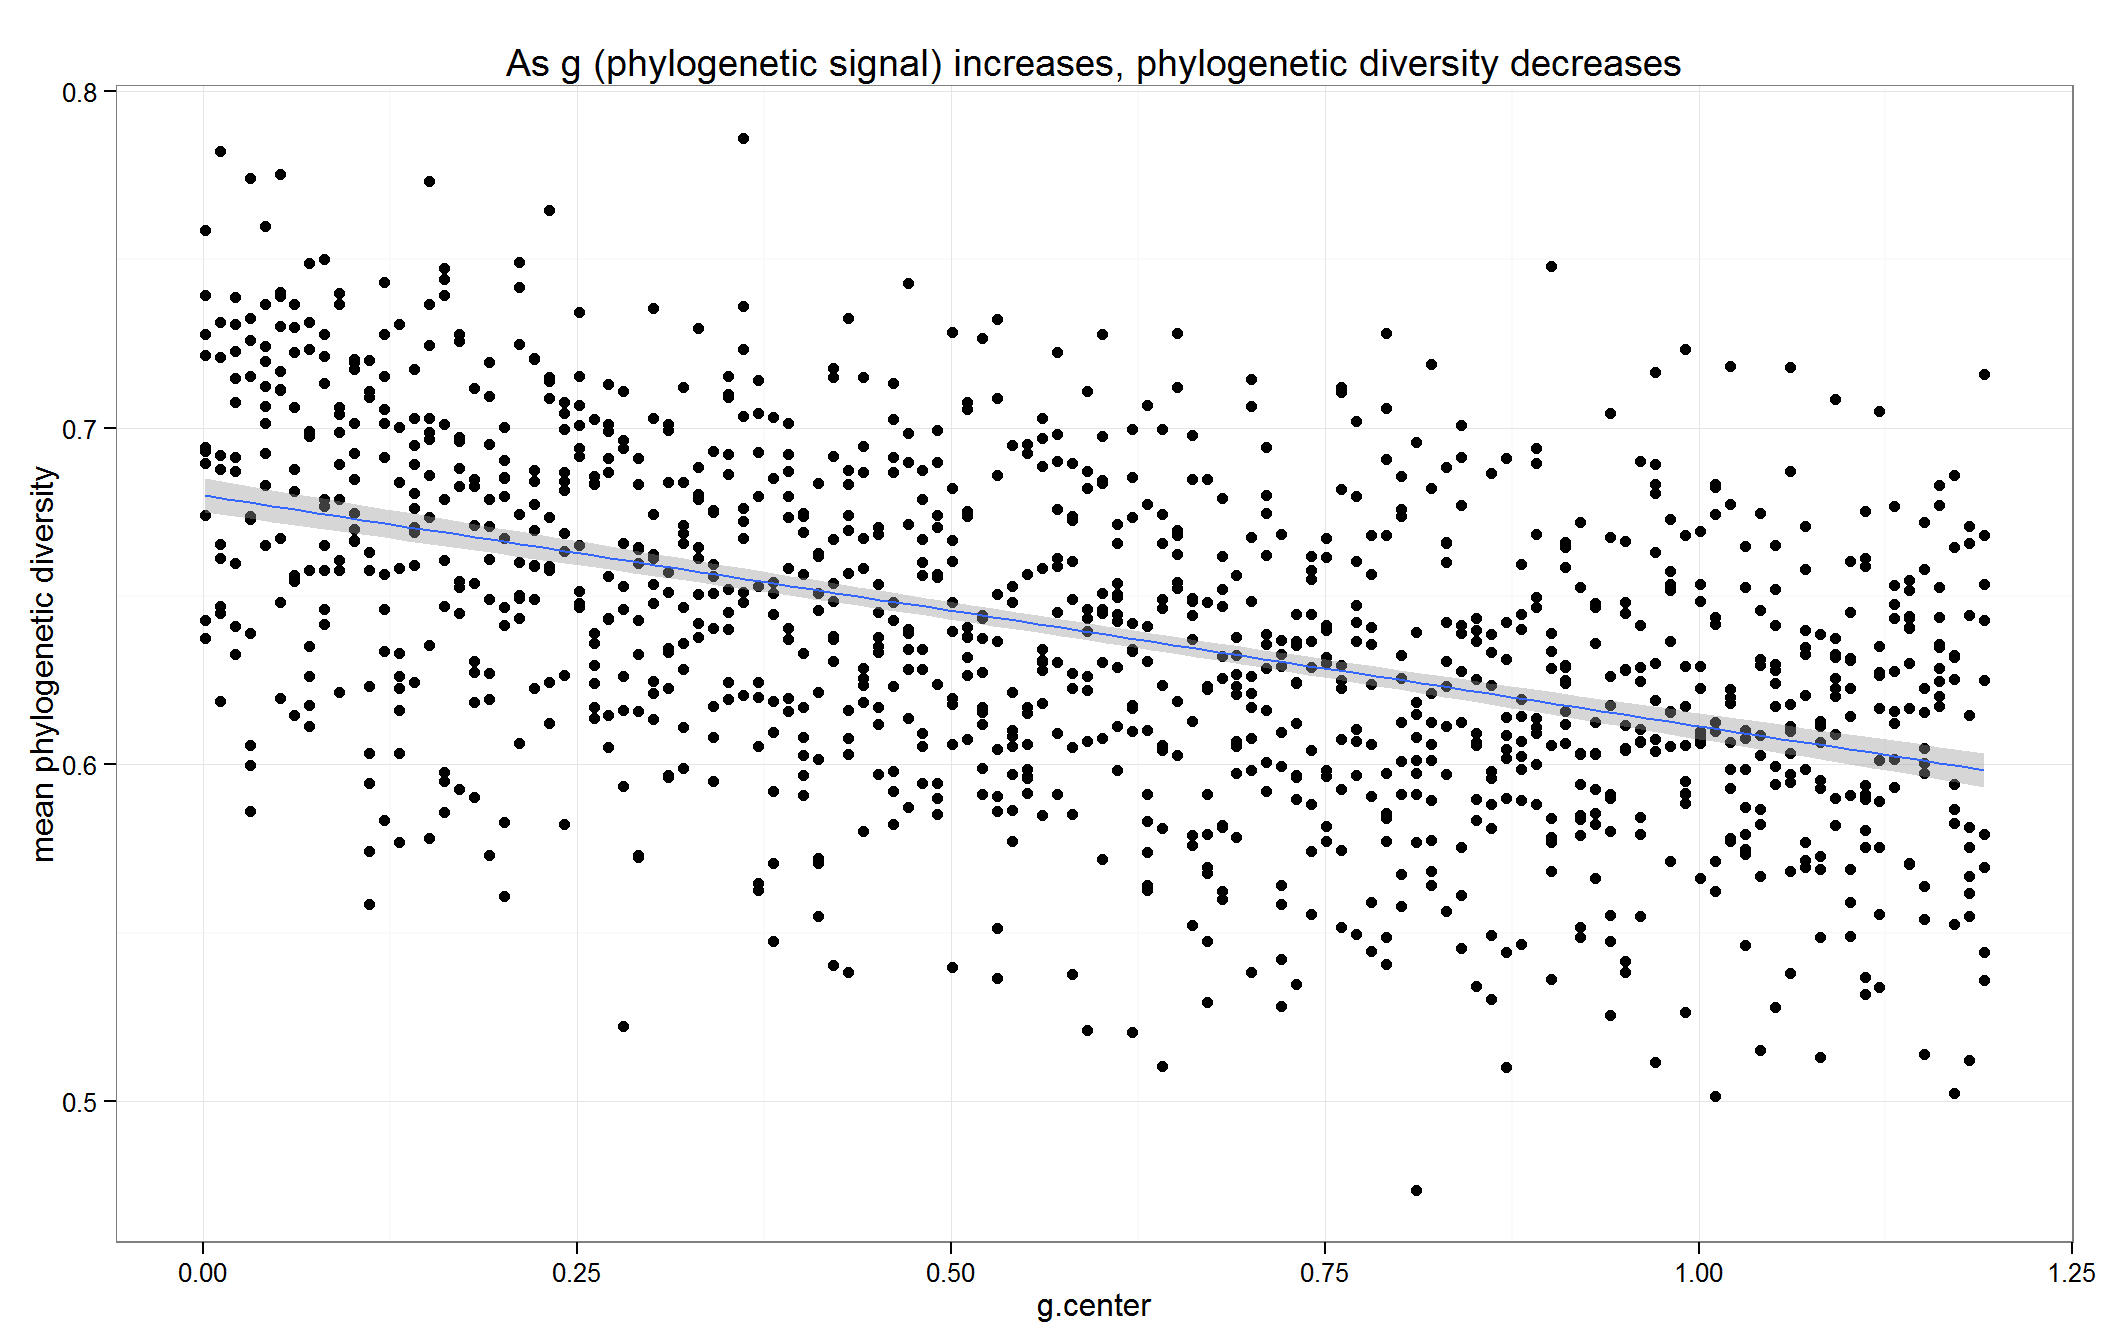 As g (phylogenetic signal) increases, phylogenetic diversity decreases
0.8
0.7
0.6
0.5
mean phylogenetic diversity
0.00 0.25 0.50 0.75 1.00 1.25
g.center